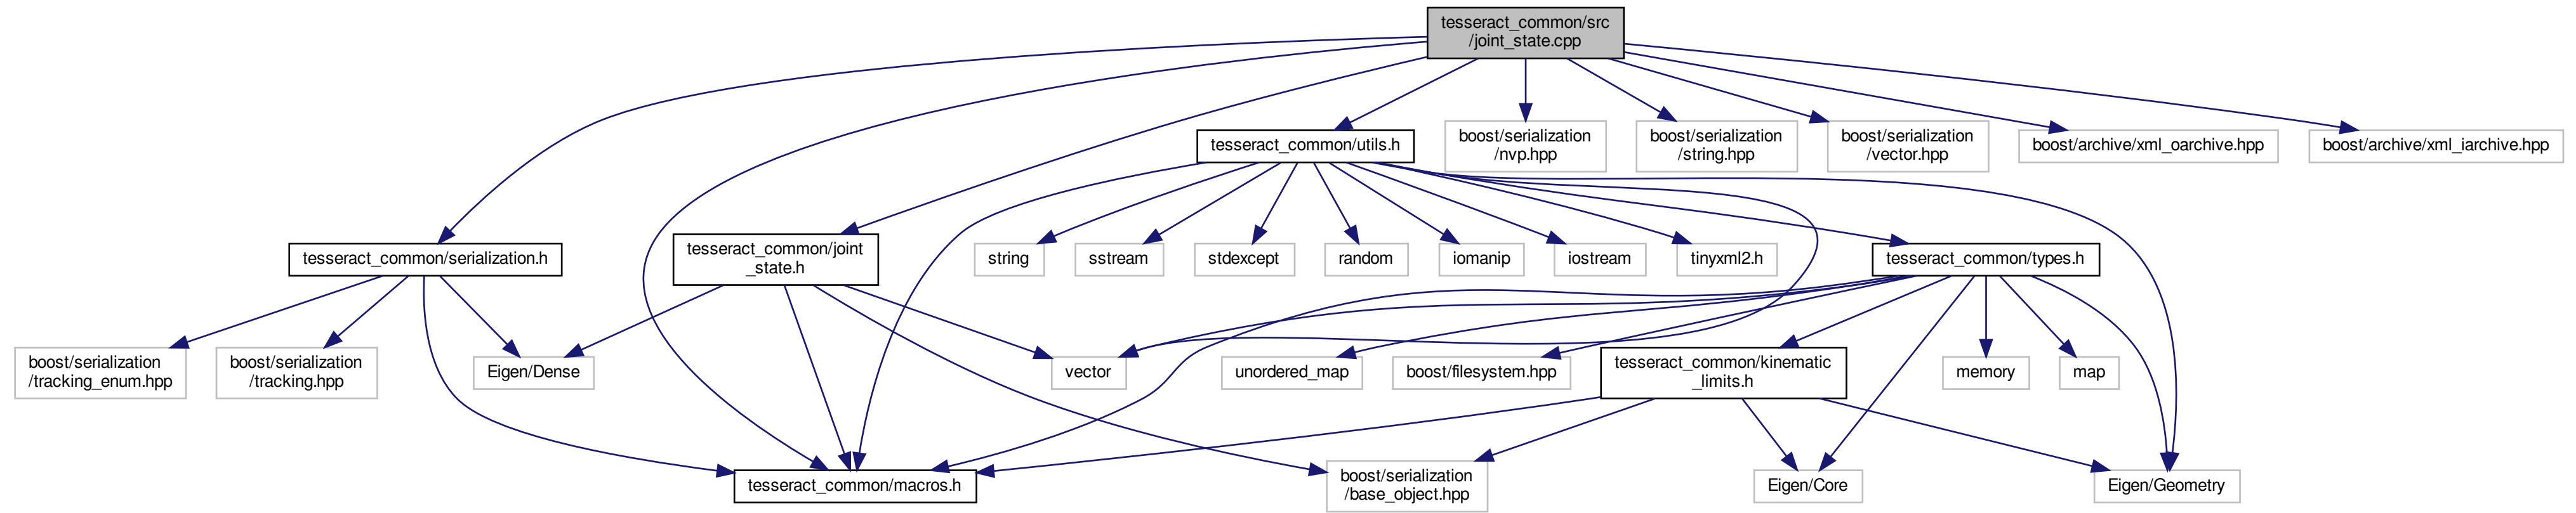 tesseract_common/src
/joint_state.cpp
tesseract_common/utils.h
boost/serialization
/nvp.hpp
boost/serialization
/string.hpp
boost/serialization
/vector.hpp
boost/archive/xml_oarchive.hpp
boost/archive/xml_iarchive.hpp
tesseract_common/serialization.h
tesseract_common/joint
_state.h
string
sstream
stdexcept
random
iomanip
iostream
tinyxml2.h
tesseract_common/types.h
boost/serialization
/tracking_enum.hpp
boost/serialization
/tracking.hpp
Eigen/Dense
vector
unordered_map
boost/filesystem.hpp
tesseract_common/kinematic
_limits.h
memory
map
tesseract_common/macros.h
boost/serialization
/base_object.hpp
Eigen/Core
Eigen/Geometry